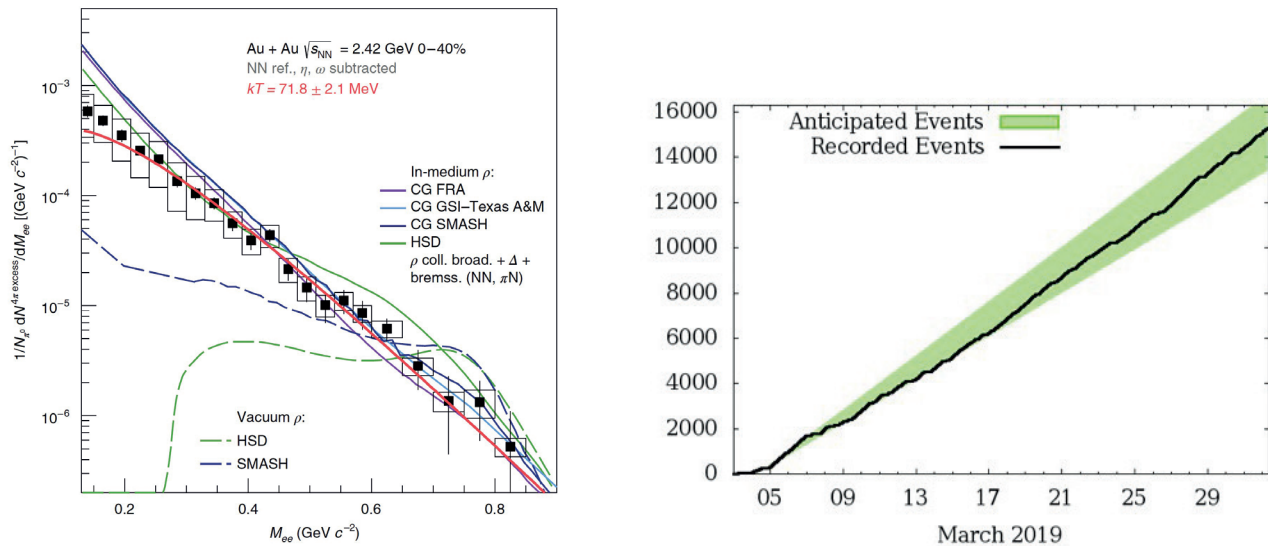 Au + Au √sNN = 2.42 GeV 0–40%
NN ref., η, ω subtracted
kT = 71.8 ± 2.1 MeV
10⁻³
10⁻⁴
10⁻⁵
10⁻⁶
1/Nπ⁰ dN⁴π excess/dMee [(GeV c⁻²)⁻¹]
In-medium ρ:
CG FRA
CG GSI–Texas A&M
CG SMASH
HSD
ρ coll. broad. + Δ +
bremss. (NN, πN)
Vacuum ρ:
HSD
SMASH
0.2 0.4 0.6 0.8
Mee (GeV c⁻²)
Anticipated Events
Recorded Events
16000
14000
12000
10000
8000
6000
4000
2000
0
05 09 13 17 21 25 29
March 2019